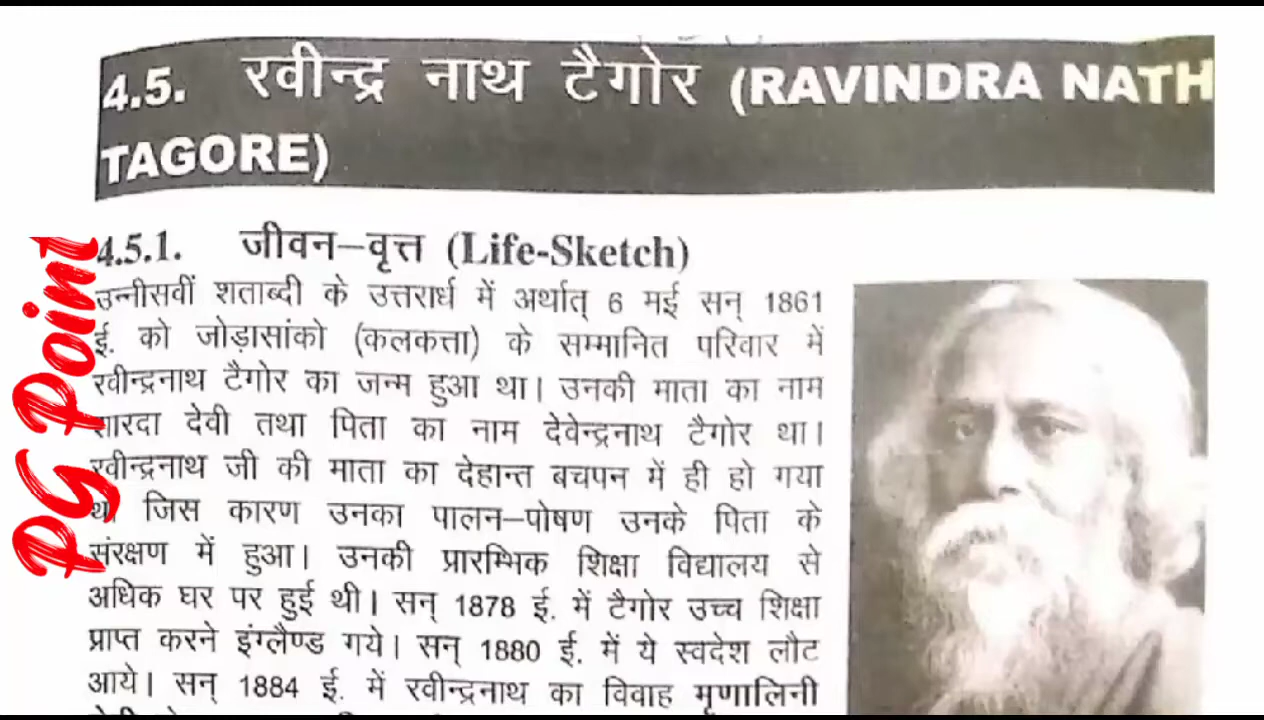 4.5. रवीन्द्र नाथ टैगोर (RAVINDRA NATH
TAGORE)
4.5.1. जीवन–वृत्त (Life-Sketch)
उन्नीसवीं शताब्दी के उत्तरार्ध में अर्थात् 6 मई सन् 1861
ई. को जोड़ासांको (कलकत्ता) के सम्मानित परिवार में
रवीन्द्रनाथ टैगोर का जन्म हुआ था। उनकी माता का नाम
शारदा देवी तथा पिता का नाम देवेन्द्रनाथ टैगोर था।
रवीन्द्रनाथ जी की माता का देहान्त बचपन में ही हो गया
था जिस कारण उनका पालन–पोषण उनके पिता के
संरक्षण में हुआ। उनकी प्रारम्भिक शिक्षा विद्यालय से
अधिक घर पर हुई थी। सन् 1878 ई. में टैगोर उच्च शिक्षा
प्राप्त करने इंग्लैण्ड गये। सन् 1880 ई. में ये स्वदेश लौट
आये। सन् 1884 ई. में रवीन्द्रनाथ का विवाह मृणालिनी
PG Point